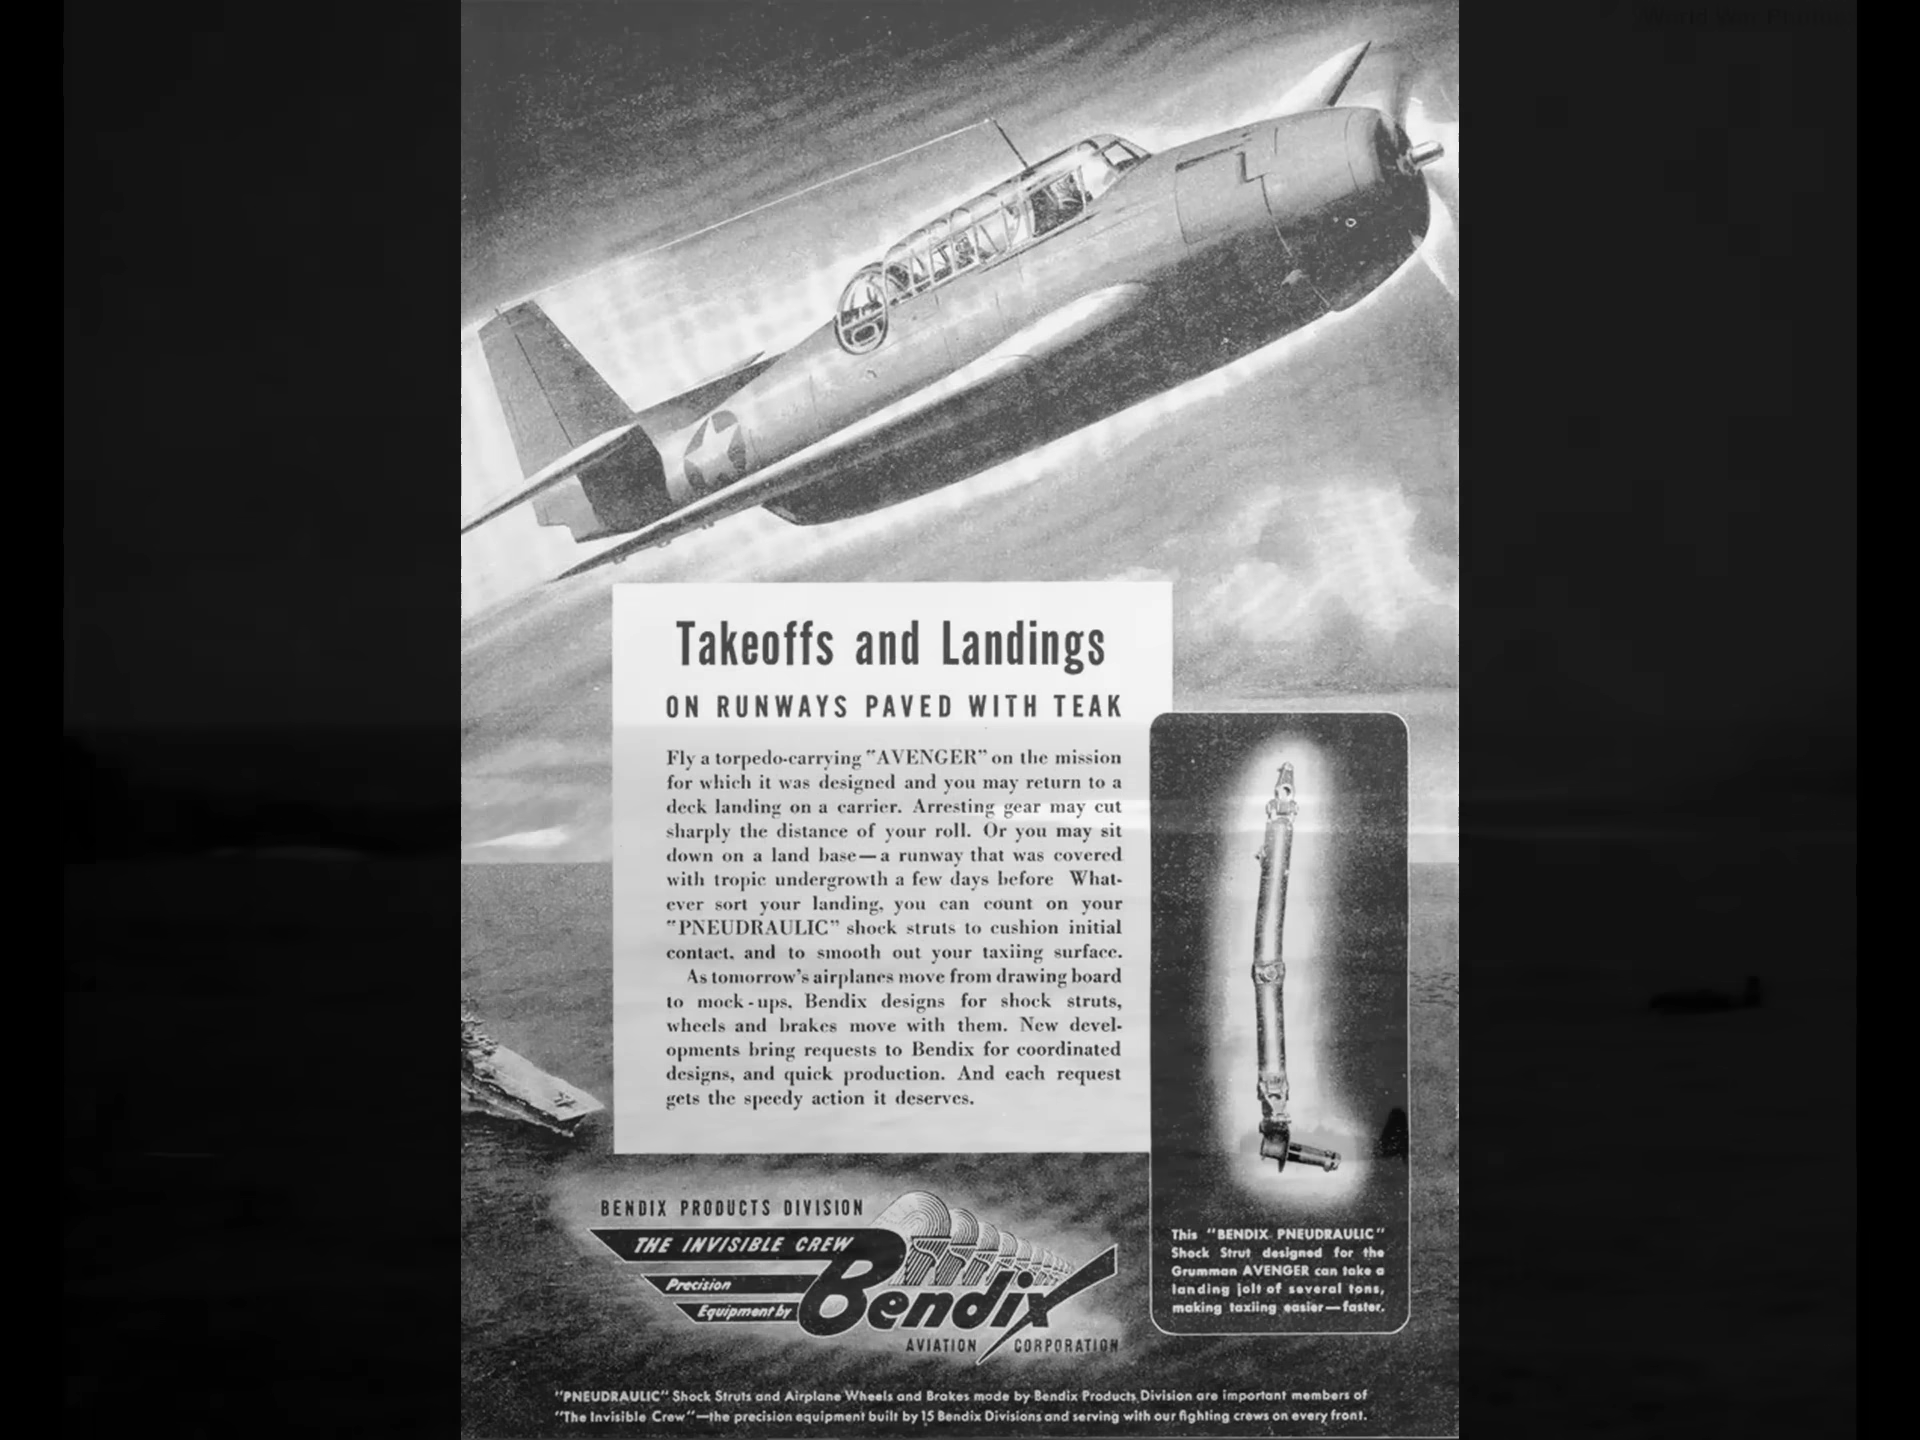 World War Photos
Takeoffs and Landings
ON RUNWAYS PAVED WITH TEAK
Fly a torpedo-carrying "AVENGER" on the mission
for which it was designed and you may return to a
deck landing on a carrier. Arresting gear may cut
sharply the distance of your roll. Or you may sit
down on a land base—a runway that was covered
with tropic undergrowth a few days before What-
ever sort your landing, you can count on your
"PNEUDRAULIC" shock struts to cushion initial
contact, and to smooth out your taxiing surface.
As tomorrow's airplanes move from drawing board
to mock-ups, Bendix designs for shock struts,
wheels and brakes move with them. New devel-
opments bring requests to Bendix for coordinated
designs, and quick production. And each request
gets the speedy action it deserves.
This "BENDIX PNEUDRAULIC"
Shock Strut designed for the
Grumman AVENGER can take a
landing jolt of several tons,
making taxiing easier—faster.
BENDIX PRODUCTS DIVISION
THE INVISIBLE CREW
Precision
Equipment by
Bendix
AVIATION CORPORATION
"PNEUDRAULIC" Shock Struts and Airplane Wheels and Brakes made by Bendix Products Division are important members of
"The Invisible Crew"—the precision equipment built by 15 Bendix Divisions and serving with our fighting crews on every front.